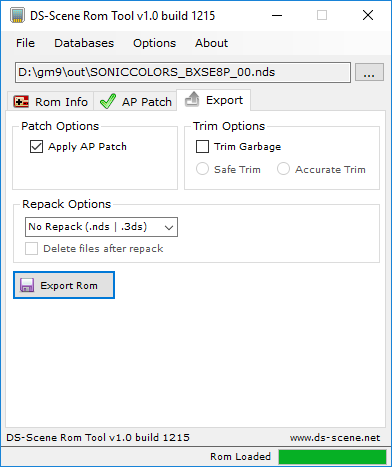 DS-Scene Rom Tool v1.0 build 1215
File Databases Options About
D:\gm9\out\SONICCOLORS_BXSE8P_00.nds ...
Rom Info AP Patch Export
Patch Options Trim Options
Apply AP Patch Trim Garbage
Safe Trim Accurate Trim
Repack Options
No Repack (.nds | .3ds)
Delete files after repack
Export Rom
DS-Scene Rom Tool v1.0 build 1215 www.ds-scene.net
Rom Loaded